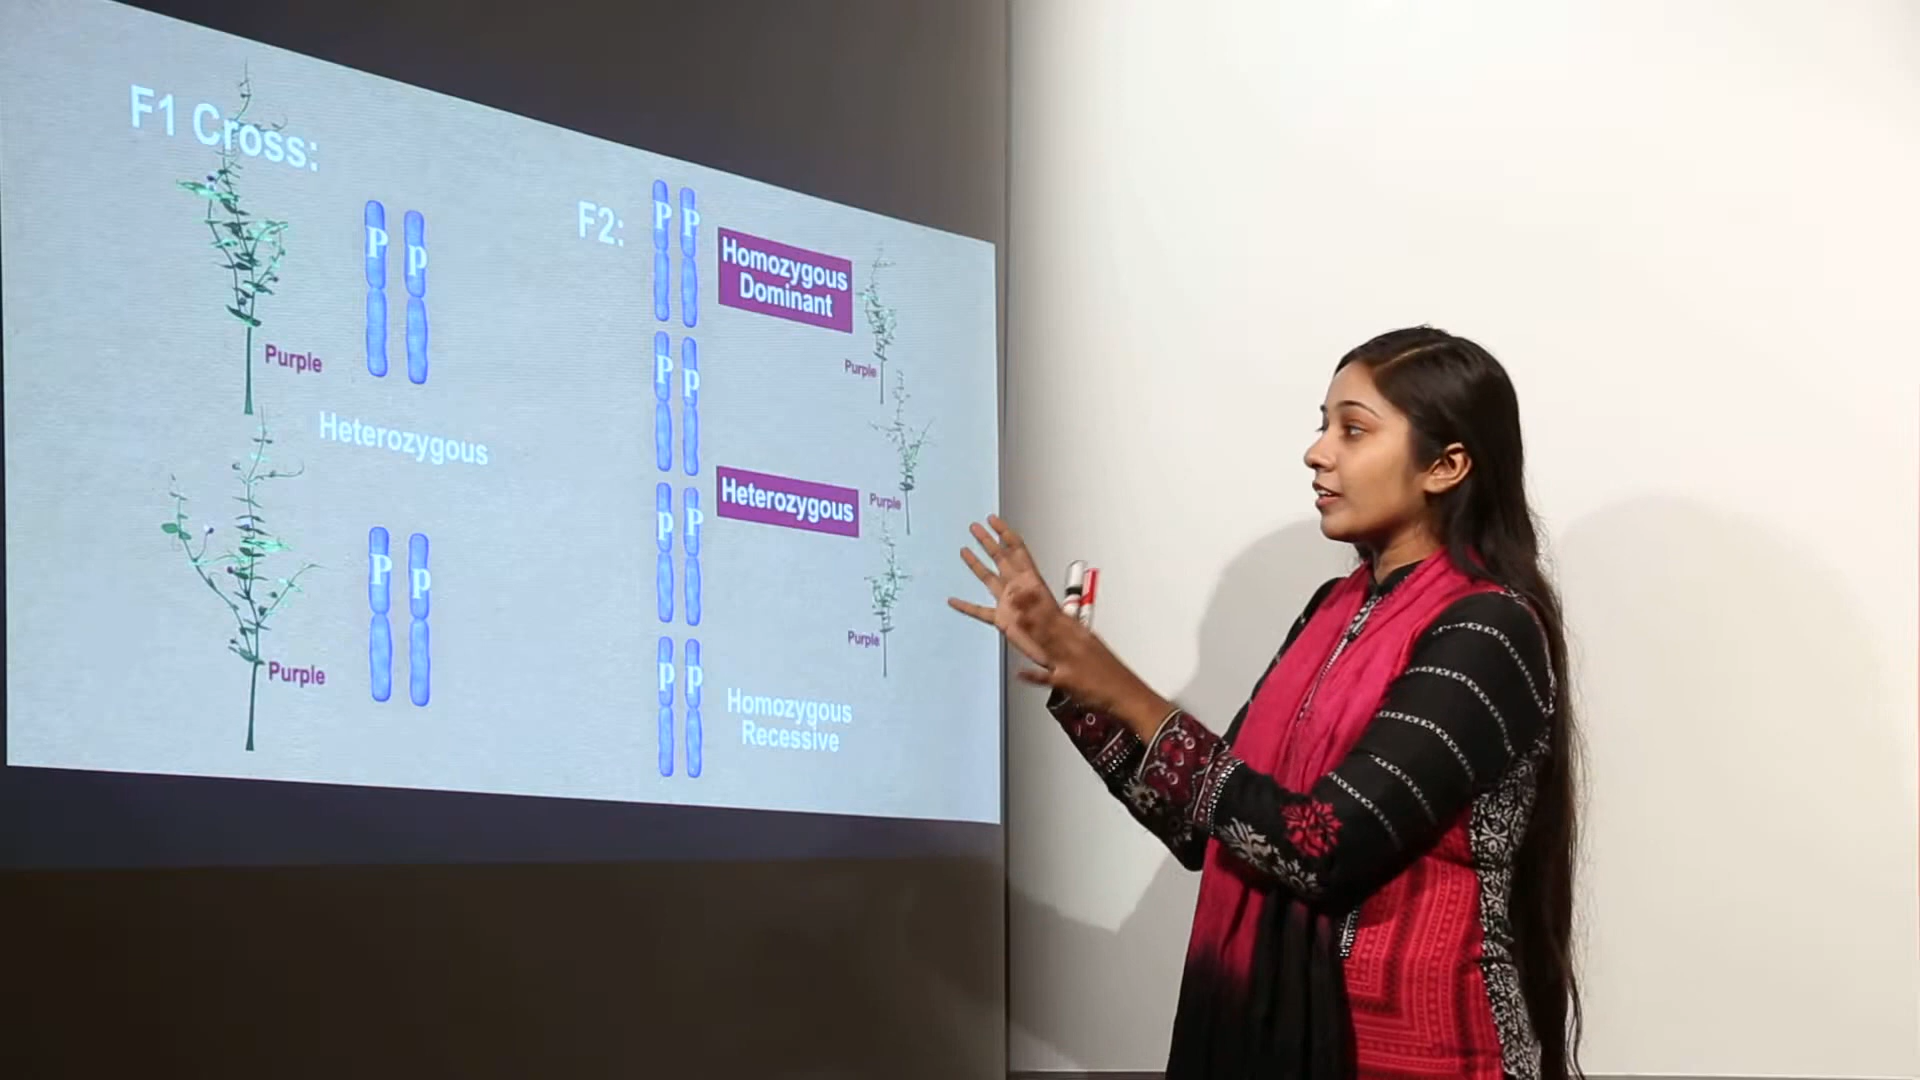 F1 Cross:
P p
Purple
Heterozygous
P p
Purple
F2:
P P
Homozygous
Dominant
Purple
P p
Purple
p P
Heterozygous
Purple
p p
Homozygous
Recessive